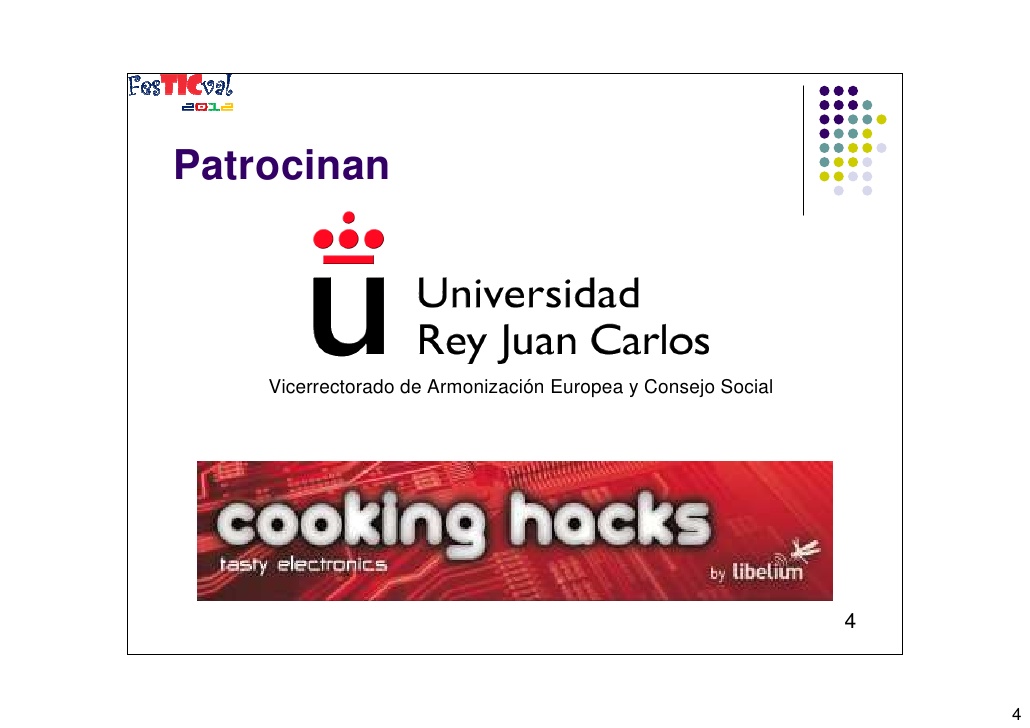 FesTICval
2012
Patrocinan
u
Universidad
Rey Juan Carlos
Vicerrectorado de Armonización Europea y Consejo Social
cooking hacks
tasty electronics
by libelium
4
4